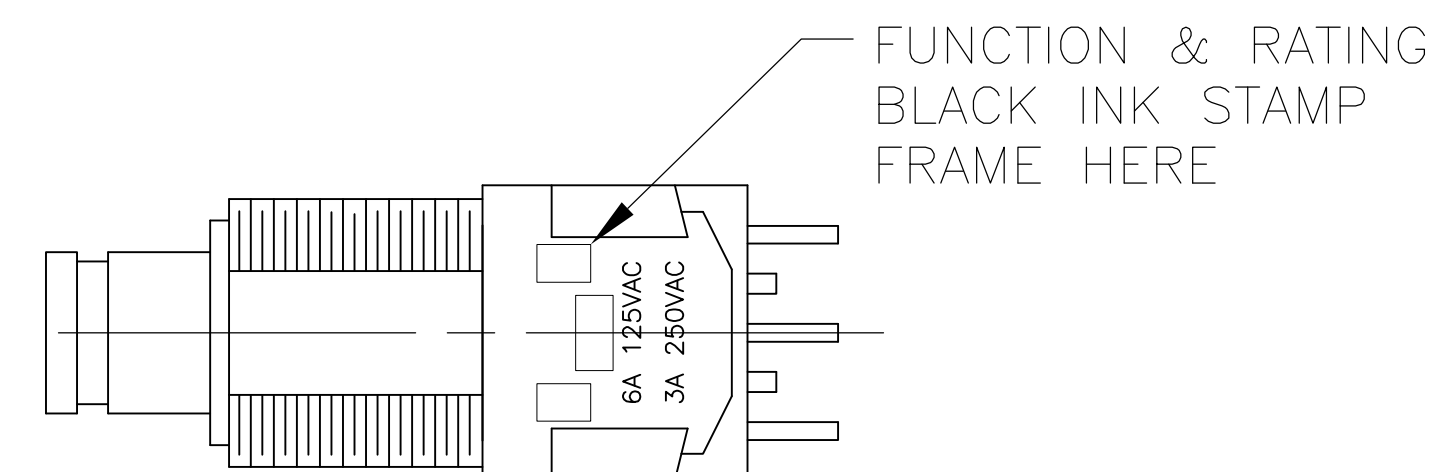 FUNCTION & RATING
BLACK INK STAMP
FRAME HERE
6A 125VAC
3A 250VAC